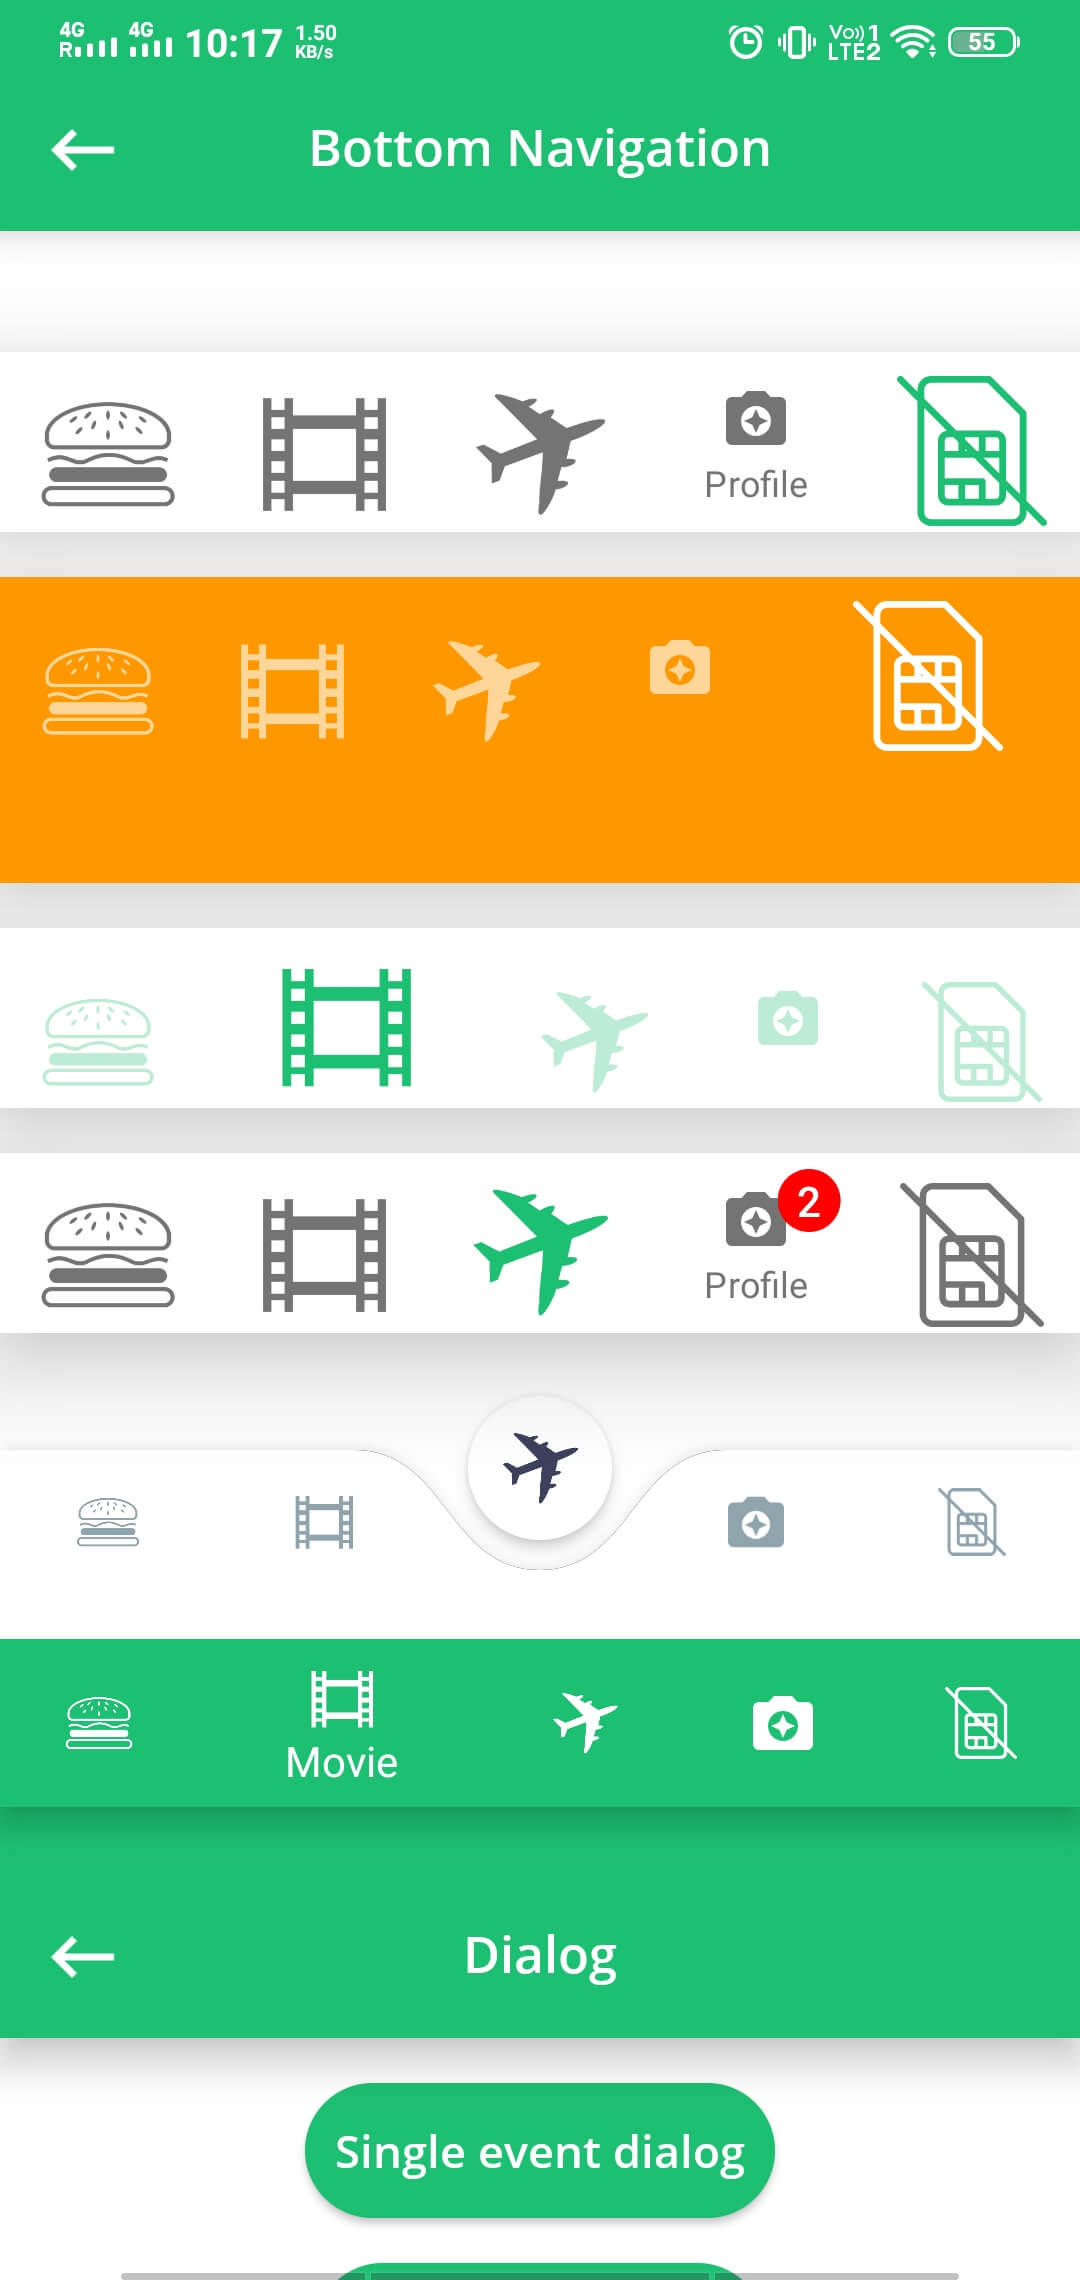 4G 4G 10:17 1.50 KB/s Vo)) 1 LTE2 55
R
Bottom Navigation
Profile
2
Profile
Movie
Dialog
Single event dialog